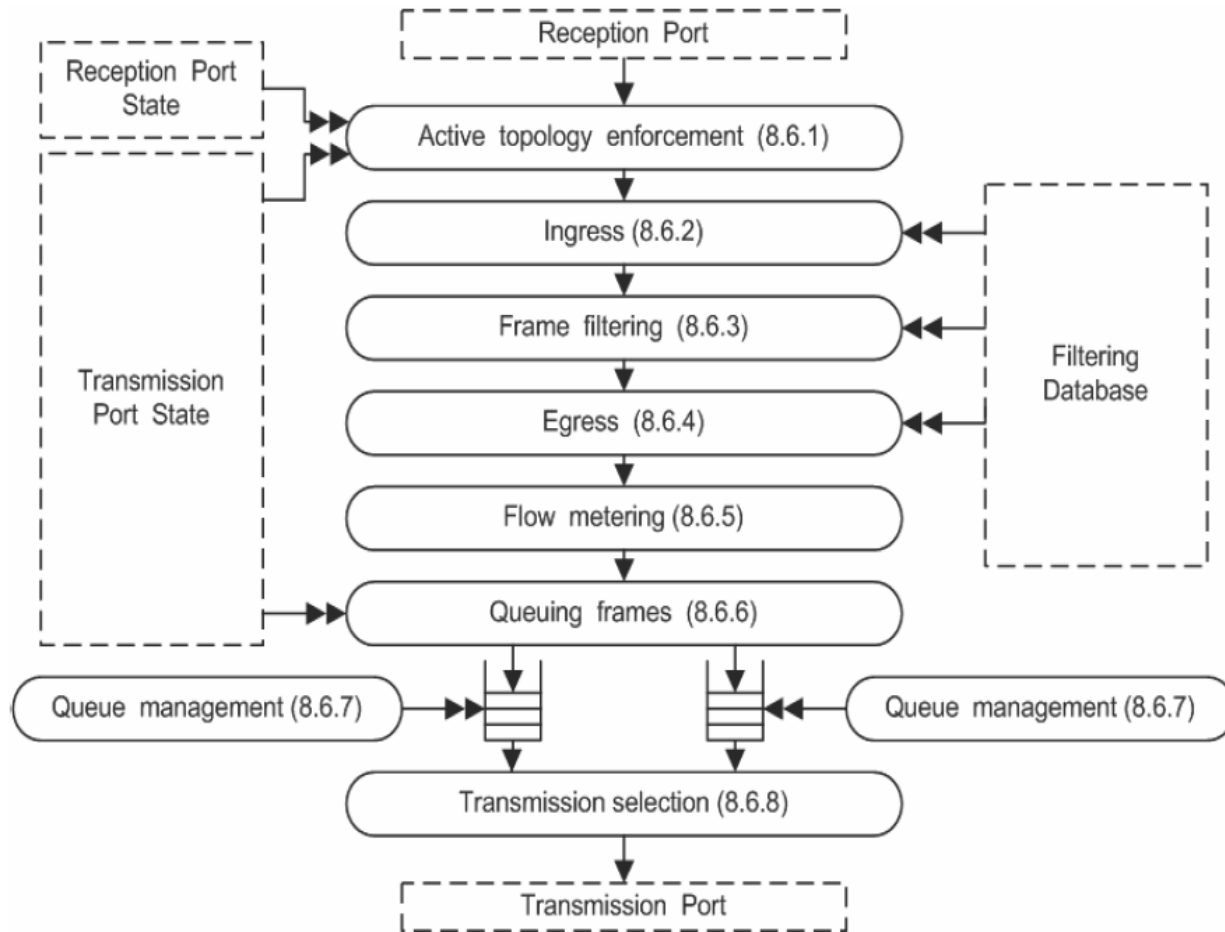 Reception Port
Reception Port
State
Active topology enforcement (8.6.1)
Ingress (8.6.2)
Frame filtering (8.6.3)
Transmission
Port State
Filtering
Database
Egress (8.6.4)
Flow metering (8.6.5)
Queuing frames (8.6.6)
Queue management (8.6.7)
Queue management (8.6.7)
Transmission selection (8.6.8)
Transmission Port